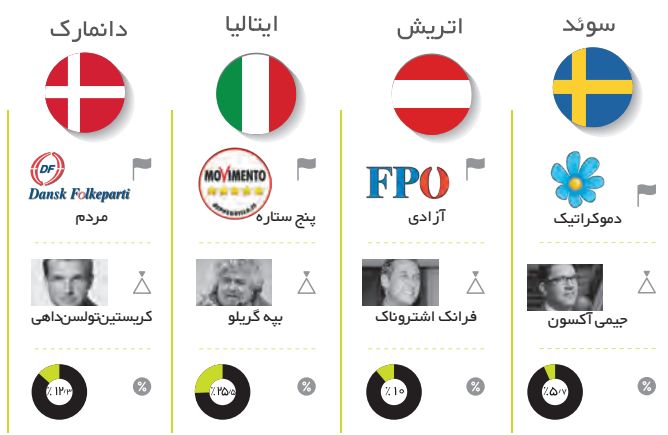 سوئد
دموکراتیک
جیمی آکسون
%
٪۵/۷
اتریش
FPO
آزادی
فرانک اشتروناک
%
٪۱۰
ایتالیا
MOVIMENTO
پنج ستاره
بپه گریلو
%
٪۲۵/۵
دانمارک
DF
Dansk Folkeparti
مردم
کریستین‌تولسن‌داهی
%
٪۱۲/۳